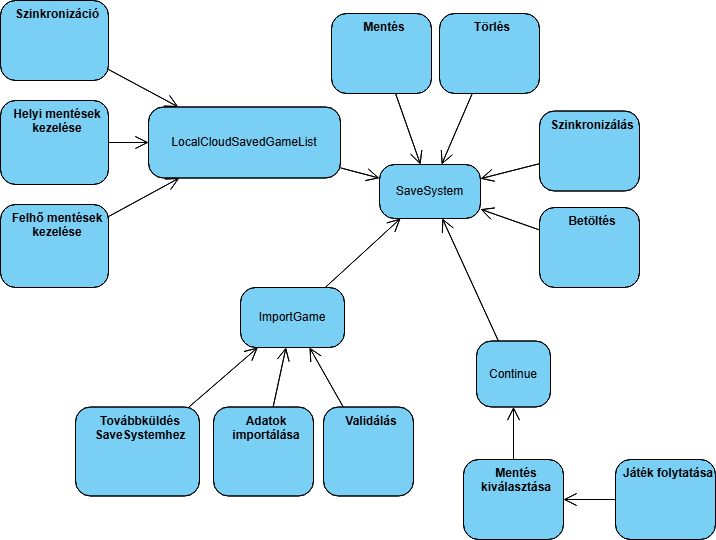 Szinkronizáció
Mentés
Törlés
Helyi mentések
kezelése
LocalCloudSavedGameList
Szinkronizálás
SaveSystem
Felhő mentések
kezelése
Betöltés
ImportGame
Continue
Továbbküldés
SaveSystemhez
Adatok
importálása
Validálás
Mentés
kiválasztása
Játék folytatása